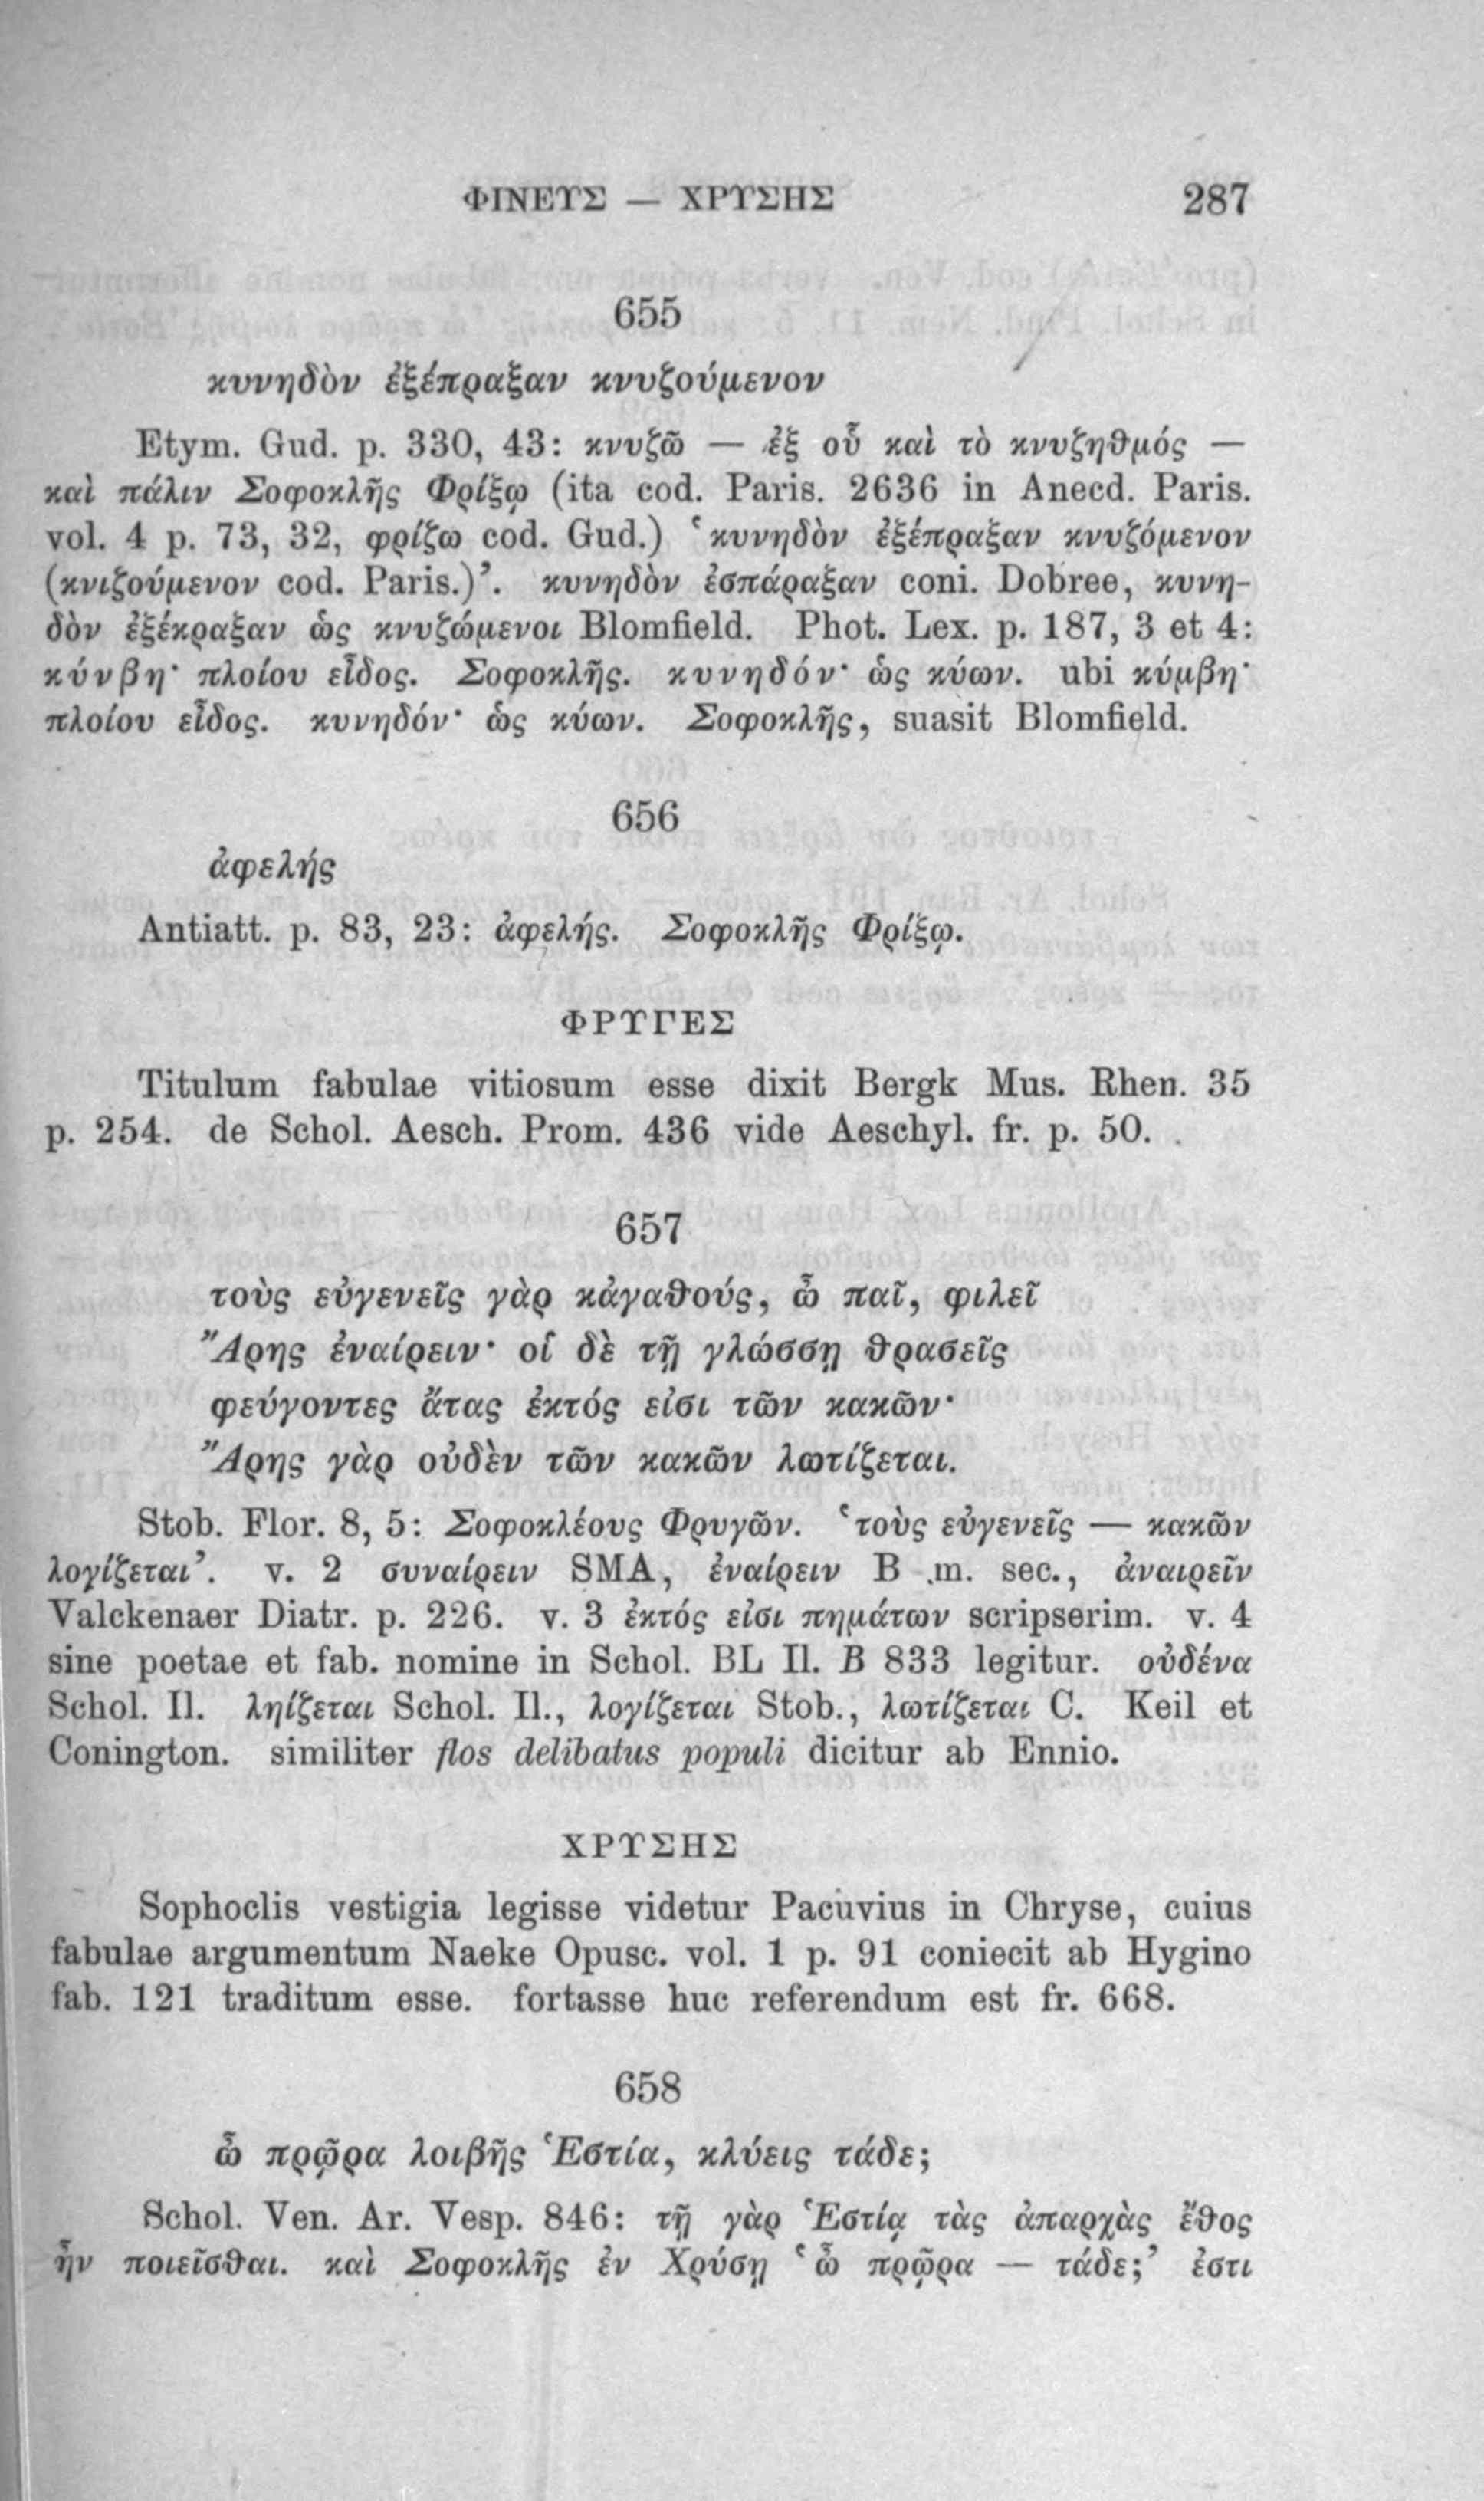 ΦΙΝΕΥΣ — ΧΡΥΣΗΣ 287
655
κυνηδὸν ἐξέπραξαν κνυζούμενον
Etym. Gud. p. 330, 43: κνυζῶ — ἐξ οὗ καὶ τὸ κνυζηθμός —
καὶ πάλιν Σοφοκλῆς Φρίξῳ (ita cod. Paris. 2636 in Anecd. Paris.
vol. 4 p. 73, 32, φρίζω cod. Gud.) ‘κυνηδὸν ἐξέπραξαν κνυζόμενον
(κνιζούμενον cod. Paris.)’. κυνηδὸν ἐσπάραξαν coni. Dobree, κυνη-
δὸν ἐξέκραξαν ὡς κνυζώμενοι Blomfield. Phot. Lex. p. 187, 3 et 4:
κύνβη· πλοίου εἶδος. Σοφοκλῆς. κυνηδόν· ὡς κύων. ubi κύμβη·
πλοίου εἶδος. κυνηδόν· ὡς κύων. Σοφοκλῆς, suasit Blomfield.
656
ἀφελής
Antiatt. p. 83, 23: ἀφελής. Σοφοκλῆς Φρίξῳ.
ΦΡΥΓΕΣ
Titulum fabulae vitiosum esse dixit Bergk Mus. Rhen. 35
p. 254. de Schol. Aesch. Prom. 436 vide Aeschyl. fr. p. 50.
657
τοὺς εὐγενεῖς γὰρ κἀγαθούς, ὦ παῖ, φιλεῖ
Ἄρης ἐναίρειν· οἱ δὲ τῇ γλώσσῃ θρασεῖς
φεύγοντες ἄτας ἐκτός εἰσι τῶν κακῶν·
Ἄρης γὰρ οὐδὲν τῶν κακῶν λωτίζεται.
Stob. Flor. 8, 5: Σοφοκλέους Φρυγῶν. ‘τοὺς εὐγενεῖς — κακῶν
λογίζεται’. v. 2 συναίρειν SMA, ἐναίρειν B m. sec., ἀναιρεῖν
Valckenaer Diatr. p. 226. v. 3 ἐκτός εἰσι πημάτων scripserim. v. 4
sine poetae et fab. nomine in Schol. BL Il. B 833 legitur. οὐδένα
Schol. Il. ληίζεται Schol. Il., λογίζεται Stob., λωτίζεται C. Keil et
Conington. similiter flos delibatus populi dicitur ab Ennio.
ΧΡΥΣΗΣ
Sophoclis vestigia legisse videtur Pacuvius in Chryse, cuius
fabulae argumentum Naeke Opusc. vol. 1 p. 91 coniecit ab Hygino
fab. 121 traditum esse. fortasse huc referendum est fr. 668.
658
ὦ πρῷρα λοιβῆς Ἑστία, κλύεις τάδε;
Schol. Ven. Ar. Vesp. 846: τῇ γὰρ Ἑστίᾳ τὰς ἀπαρχὰς ἔθος
ἦν ποιεῖσθαι. καὶ Σοφοκλῆς ἐν Χρύσῃ ‘ὦ πρῷρα — τάδε;’ ἐστι